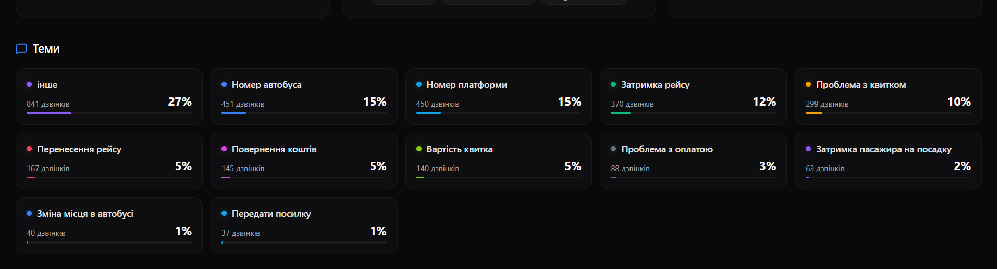 Теми
інше
841 дзвінків
27%
Номер автобуса
451 дзвінків
15%
Номер платформи
450 дзвінків
15%
Затримка рейсу
370 дзвінків
12%
Проблема з квитком
299 дзвінків
10%
Перенесення рейсу
167 дзвінків
5%
Повернення коштів
145 дзвінків
5%
Вартість квитка
140 дзвінків
5%
Проблема з оплатою
88 дзвінків
3%
Затримка пасажира на посадку
63 дзвінків
2%
Зміна місця в автобусі
40 дзвінків
1%
Передати посилку
37 дзвінків
1%